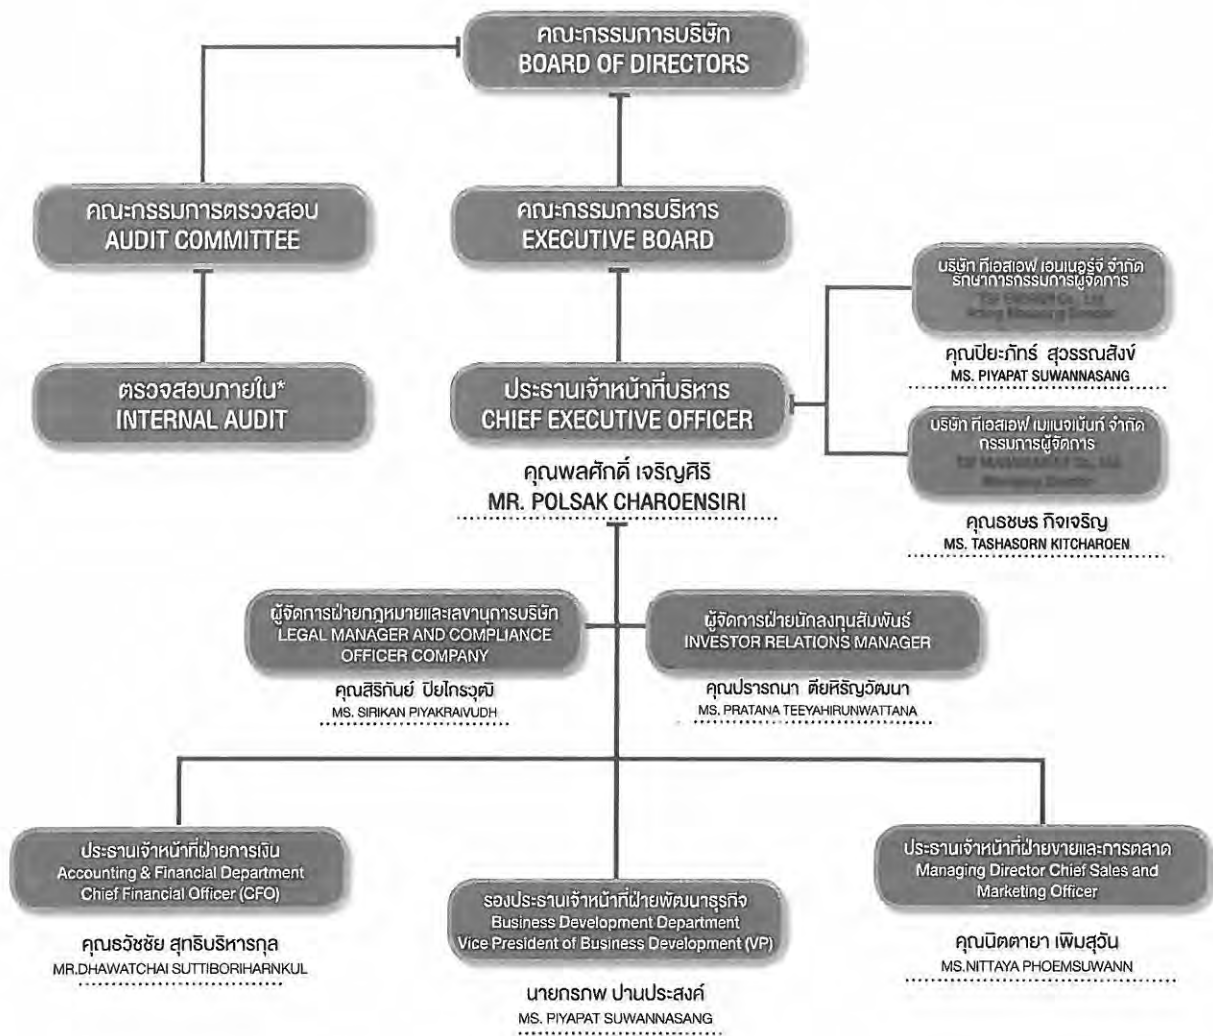 คณะกรรมการบริษัท
BOARD OF DIRECTORS
คณะกรรมการตรวจสอบ
AUDIT COMMITTEE
คณะกรรมการบริหาร
EXECUTIVE BOARD
บริษัท ทีเอสเอฟ เอนเนอร์จี จำกัด
รักษาการกรรมการผู้จัดการ
TSF ENERGY Co., Ltd.
Acting Managing Director
คุณปิยะภัทร์ สุวรรณสังข์
MS. PIYAPAT SUWANNASANG
ตรวจสอบภายใน*
INTERNAL AUDIT
ประธานเจ้าหน้าที่บริหาร
CHIEF EXECUTIVE OFFICER
คุณพลศักดิ์ เจริญศิริ
MR. POLSAK CHAROENSIRI
บริษัท ทีเอสเอฟ เมแนจเม้นท์ จำกัด
กรรมการผู้จัดการ
TSF MANAGEMENT Co., Ltd.
Managing Director
คุณธชษร กิจเจริญ
MS. TASHASORN KITCHAROEN
ผู้จัดการฝ่ายกฎหมายและเลขานุการบริษัท
LEGAL MANAGER AND COMPLIANCE
OFFICER COMPANY
คุณสิริกันย์ ปิยไกรวุฒิ
MS. SIRIKAN PIYAKRAIVUDH
ผู้จัดการฝ่ายนักลงทุนสัมพันธ์
INVESTOR RELATIONS MANAGER
คุณปรารถนา ตียหิรัญวัฒนา
MS. PRATANA TEEYAHIRUNWATTANA
ประธานเจ้าหน้าที่ฝ่ายการเงิน
Accounting & Financial Department
Chief Financial Officer (CFO)
คุณธวัชชัย สุทธิบริหารกุล
MR.DHAWATCHAI SUTTIBORIHARNKUL
รองประธานเจ้าหน้าที่ฝ่ายพัฒนาธุรกิจ
Business Development Department
Vice President of Business Development (VP)
นายกรภพ ปานประสงค์
MS. PIYAPAT SUWANNASANG
ประธานเจ้าหน้าที่ฝ่ายขายและการตลาด
Managing Director Chief Sales and
Marketing Officer
คุณนิตตายา เพิมสุวัน
MS.NITTAYA PHOEMSUWANN